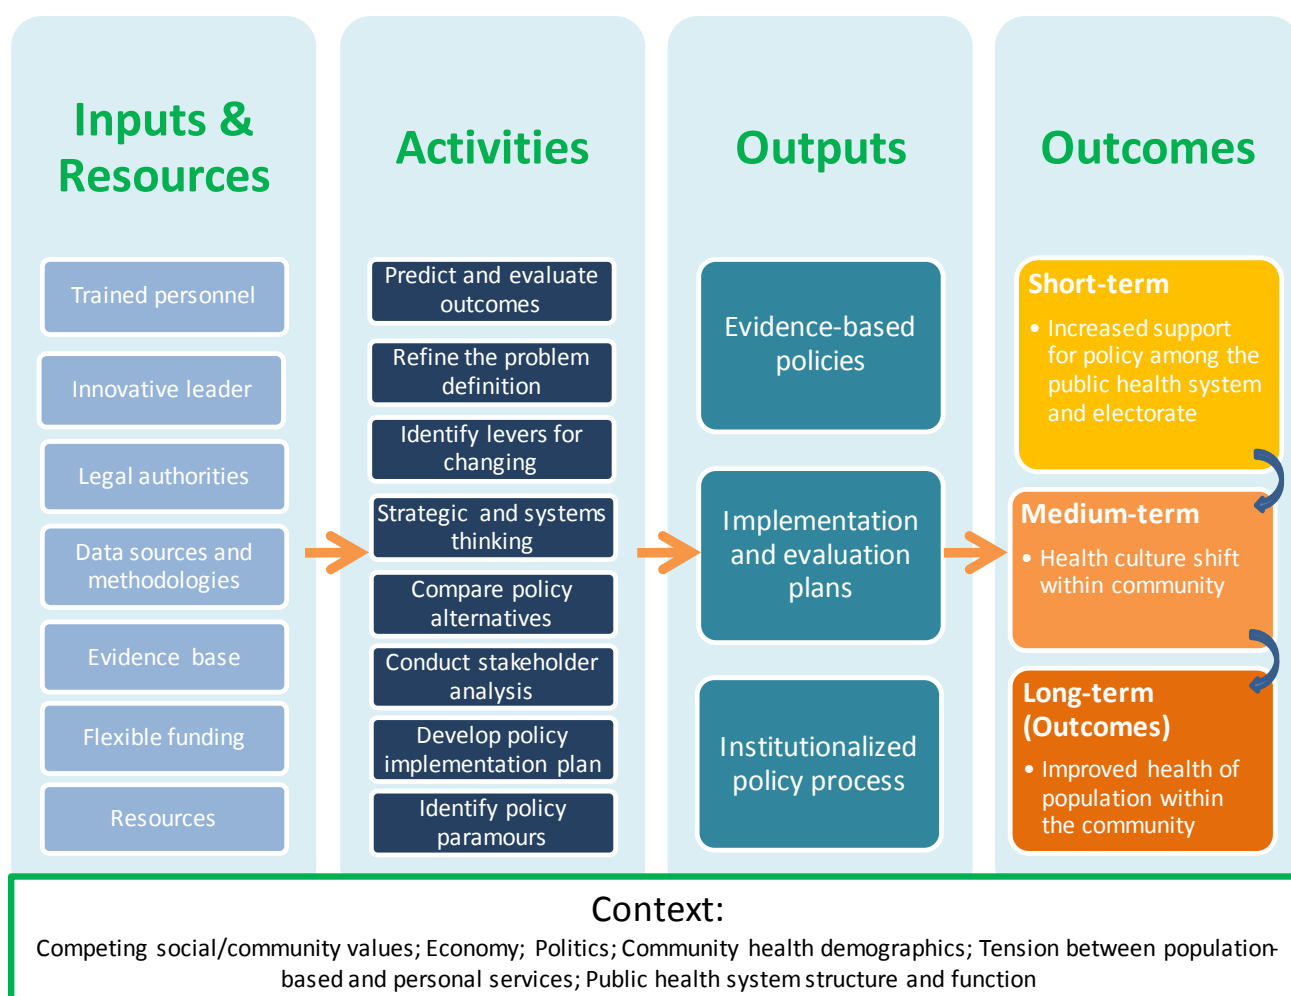 Inputs &
Resources
Trained personnel
Innovative leader
Legal authorities
Data sources and
methodologies
Evidence base
Flexible funding
Resources
Activities
Predict and evaluate
outcomes
Refine the problem
definition
Identify levers for
changing
Strategic and systems
thinking
Compare policy
alternatives
Conduct stakeholder
analysis
Develop policy
implementation plan
Identify policy
paramours
Outputs
Evidence-based
policies
Implementation
and evaluation
plans
Institutionalized
policy process
Outcomes
Short-term
• Increased support
for policy among the
public health system
and electorate
Medium-term
• Health culture shift
within community
Long-term
(Outcomes)
• Improved health of
population within
the community
Context:
Competing social/community values; Economy; Politics; Community health demographics; Tension between population-
based and personal services; Public health system structure and function